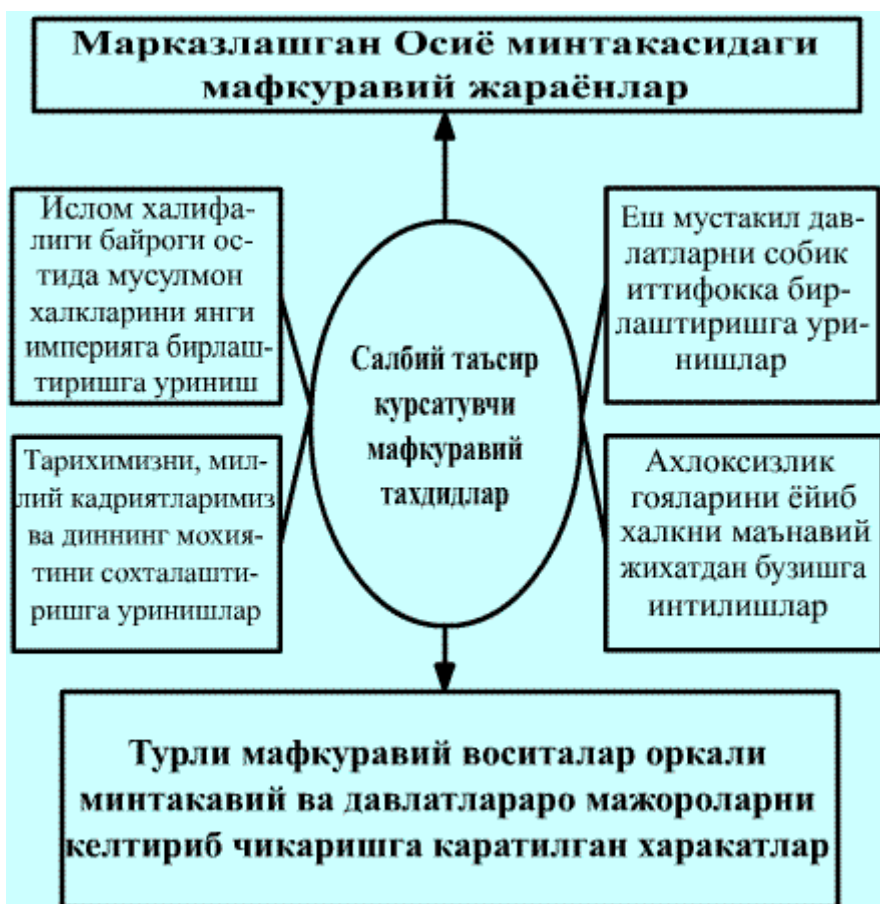 Марказлашган Осиё минтакасидаги
мафкуравий жараёнлар
Ислом халифа-
лиги байроги ос-
тида мусулмон
халкларини янги
империяга бирлаш-
тиришга уриниш
Еш мустакил дав-
латларни собик
иттифокка бир-
лаштиришга ури-
нишлар
Салбий таъсир
курсатувчи
мафкуравий
тахдидлар
Тарихимизни, мил-
лий кадриятларимиз
ва диннинг мохия-
тини сохталашти-
ришга уринишлар
Ахлоксизлик
гояларини ёйиб
халкни маънавий
жихатдан бузишга
интилишлар
Турли мафкуравий воситалар оркали
минтакавий ва давлатлараро мажороларни
келтириб чикаришга каратилган харакатлар